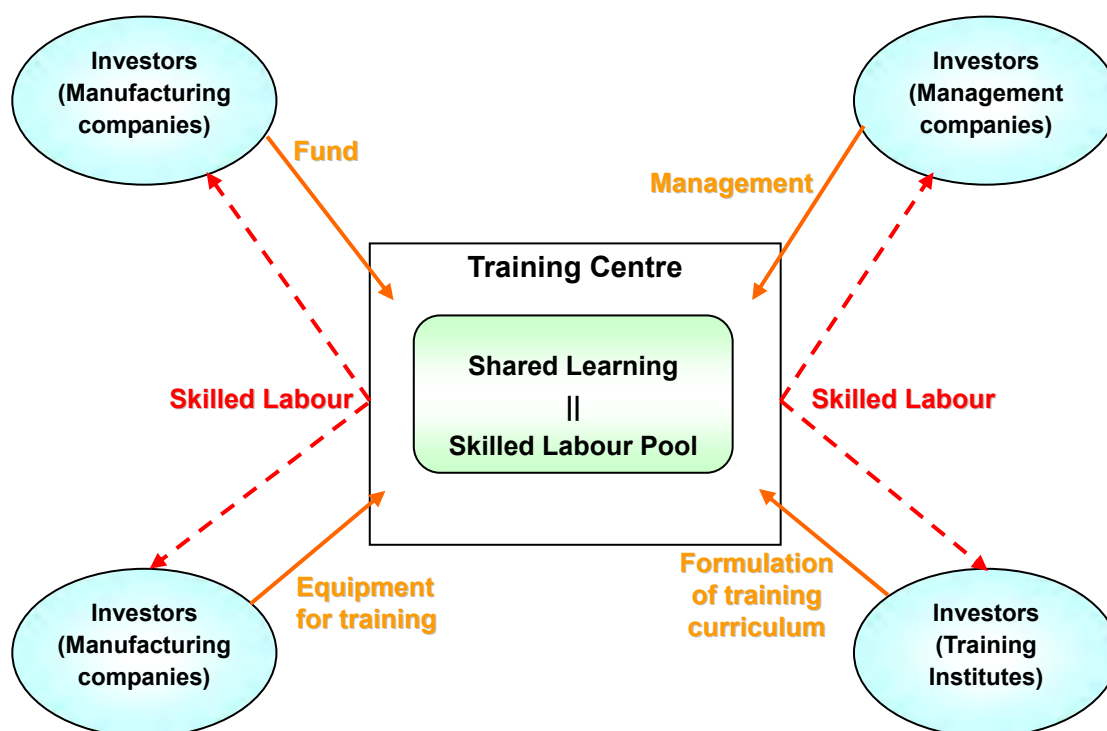 Investors
(Manufacturing
companies)
Investors
(Management
companies)
Fund
Management
Training Centre
Shared Learning
||
Skilled Labour Pool
Skilled Labour
Skilled Labour
Equipment
for training
Formulation
of training
curriculum
Investors
(Manufacturing
companies)
Investors
(Training
Institutes)